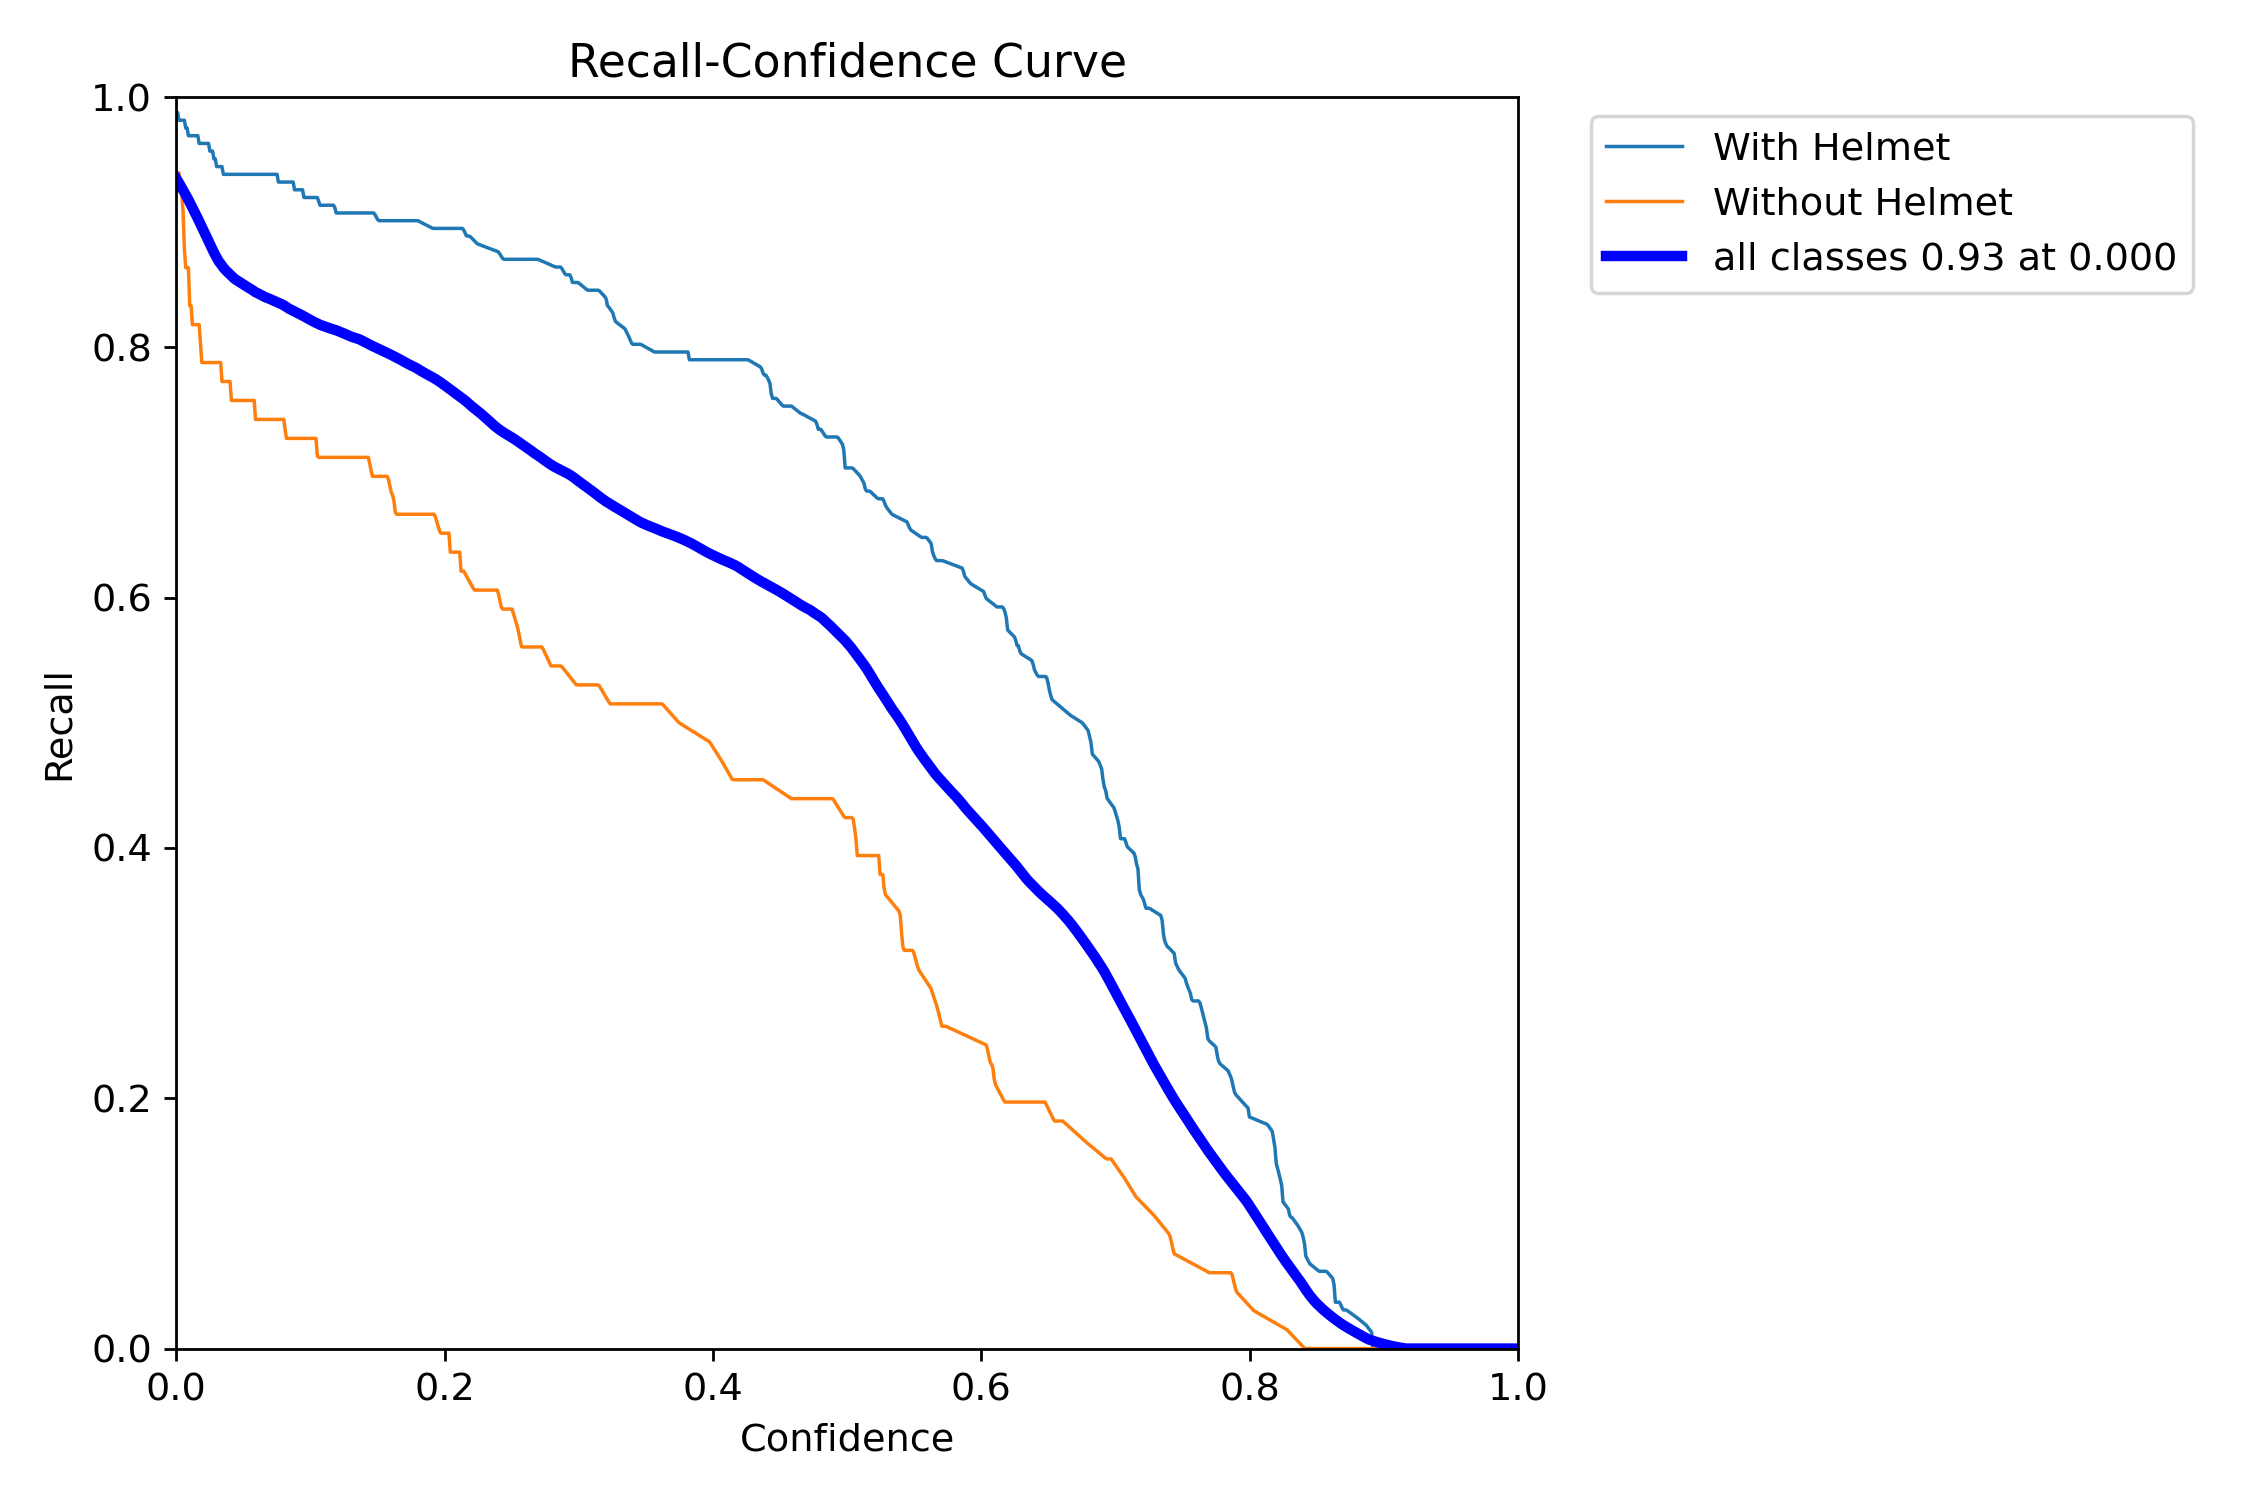 Recall-Confidence Curve
1.0
0.8
0.6
0.4
0.2
0.0
Recall
0.0 0.2 0.4 0.6 0.8 1.0
Confidence
With Helmet
Without Helmet
all classes 0.93 at 0.000